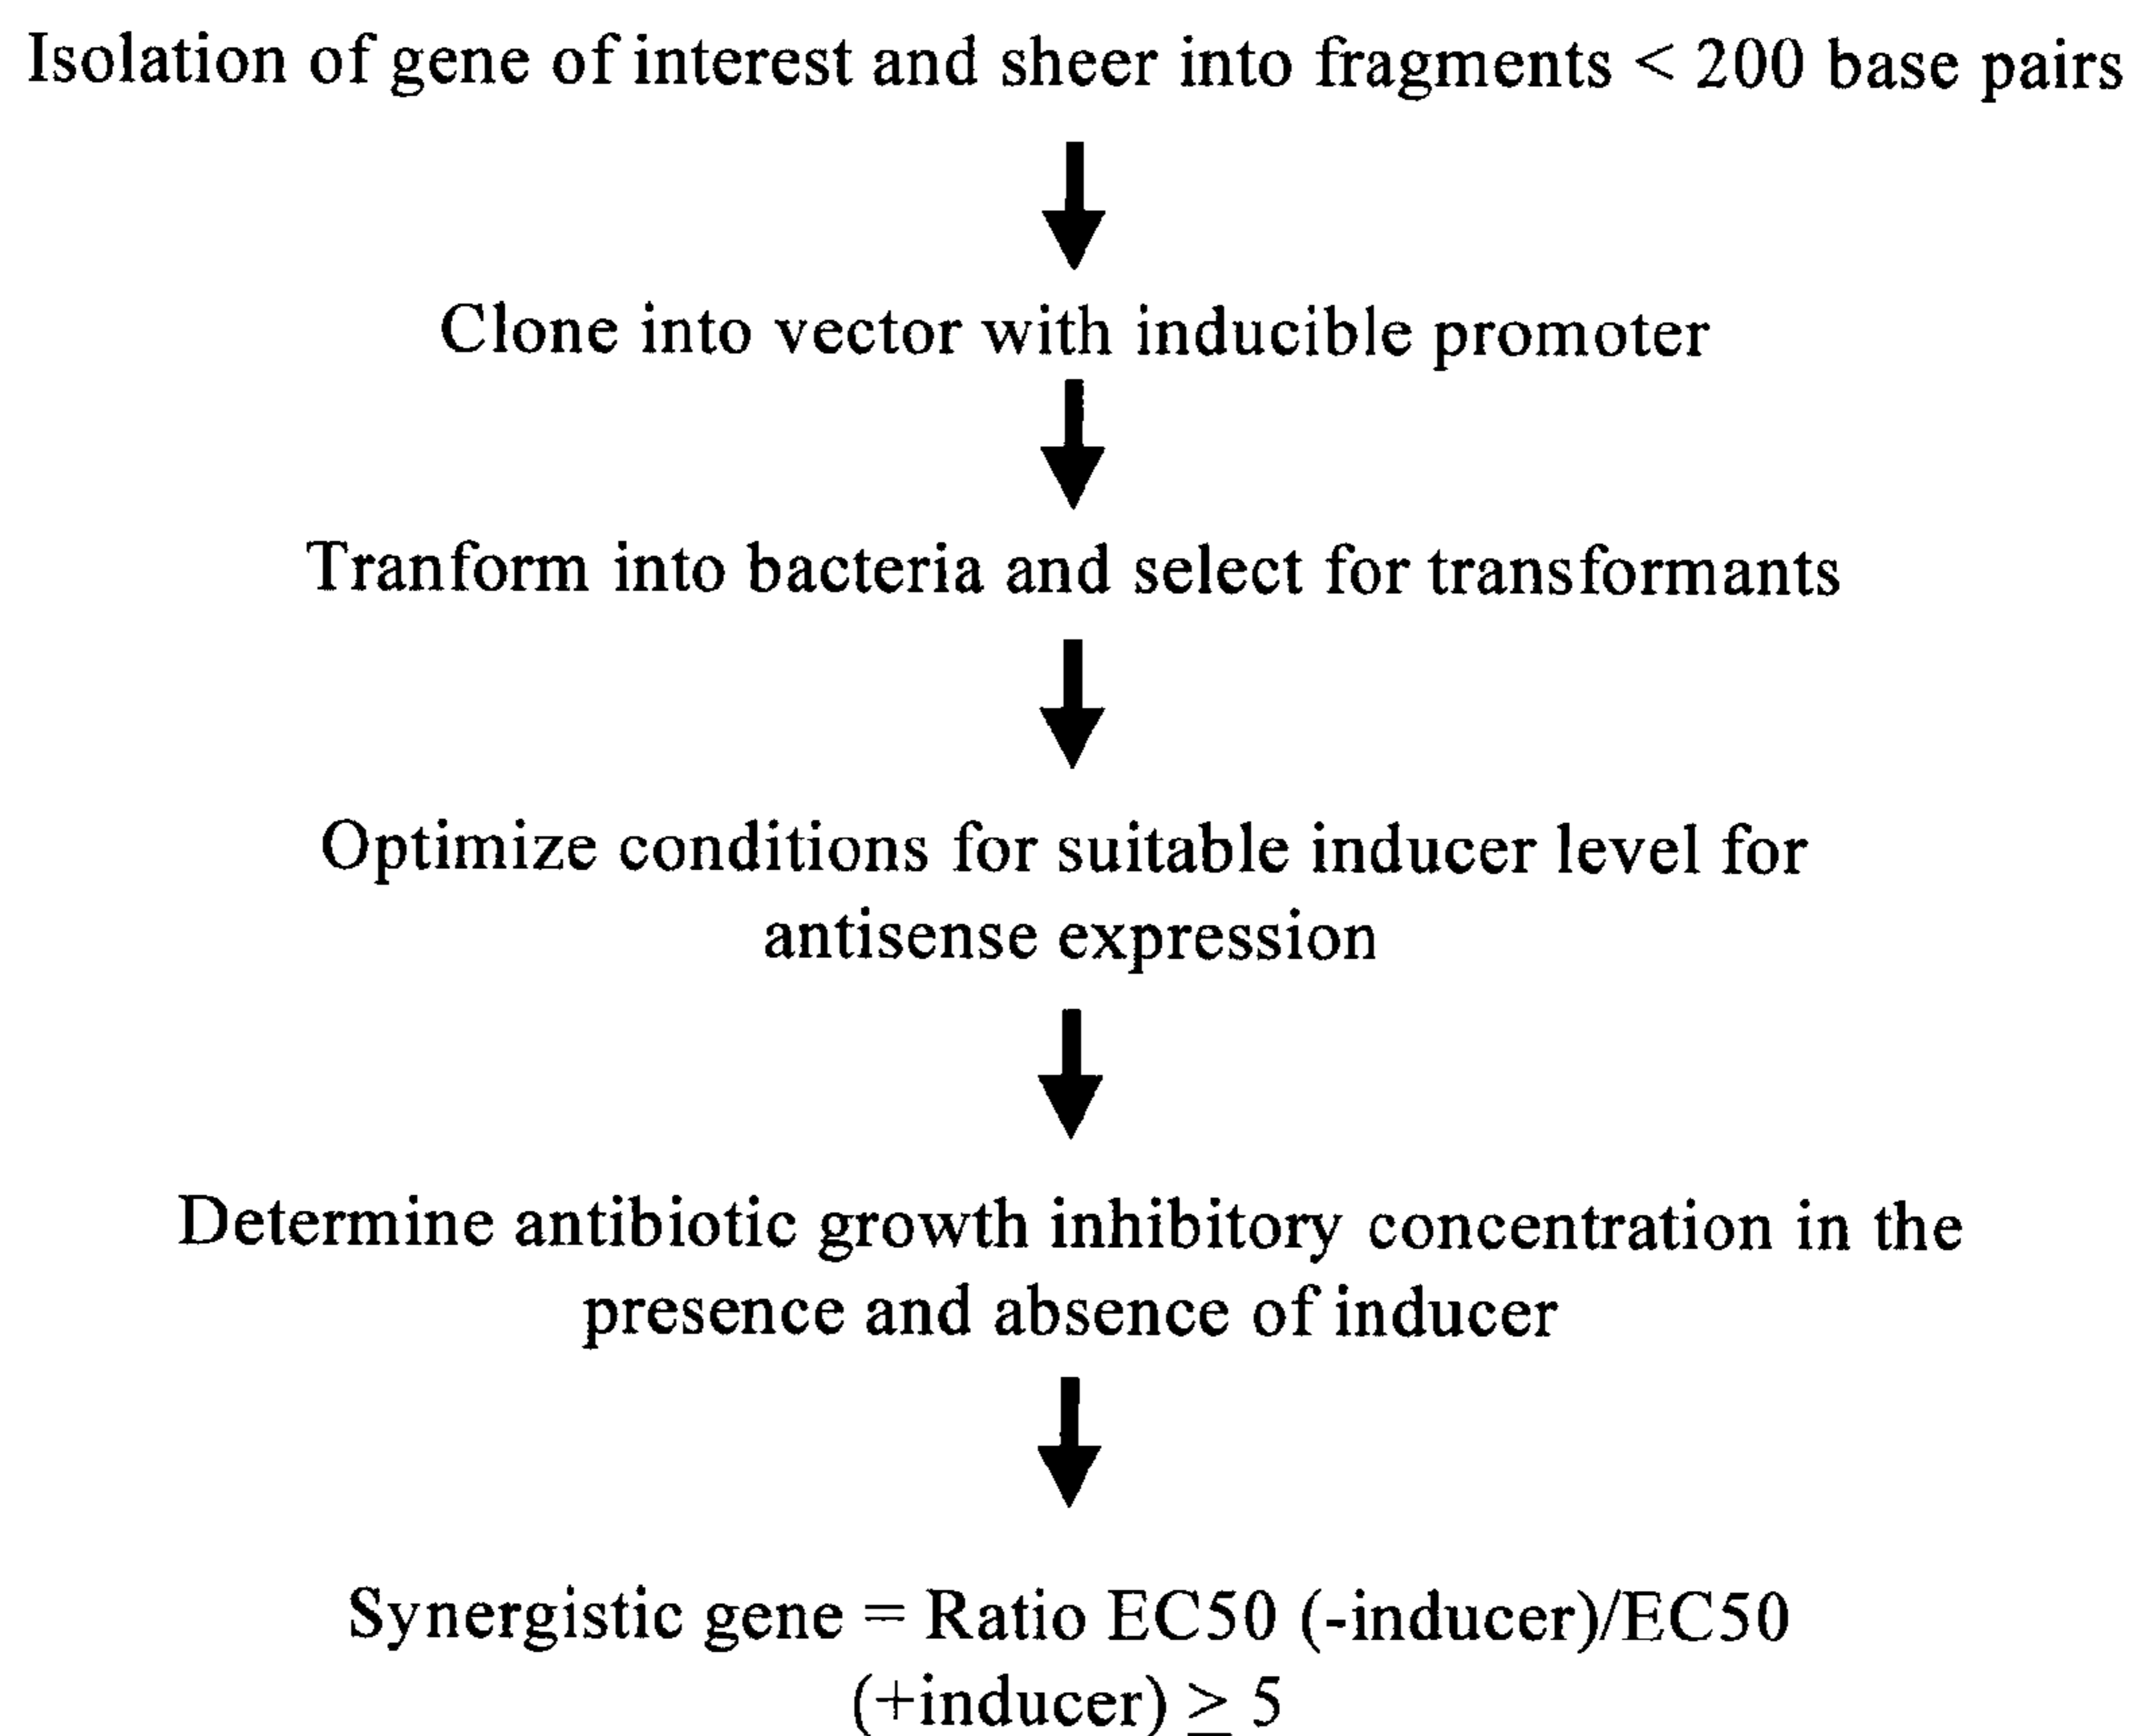 Isolation of gene of interest and sheer into fragments < 200 base pairs
Clone into vector with inducible promoter
Tranform into bacteria and select for transformants
Optimize conditions for suitable inducer level for
antisense expression
Determine antibiotic growth inhibitory concentration in the
presence and absence of inducer
Synergistic gene = Ratio EC50 (-inducer)/EC50
(+inducer) ≥ 5